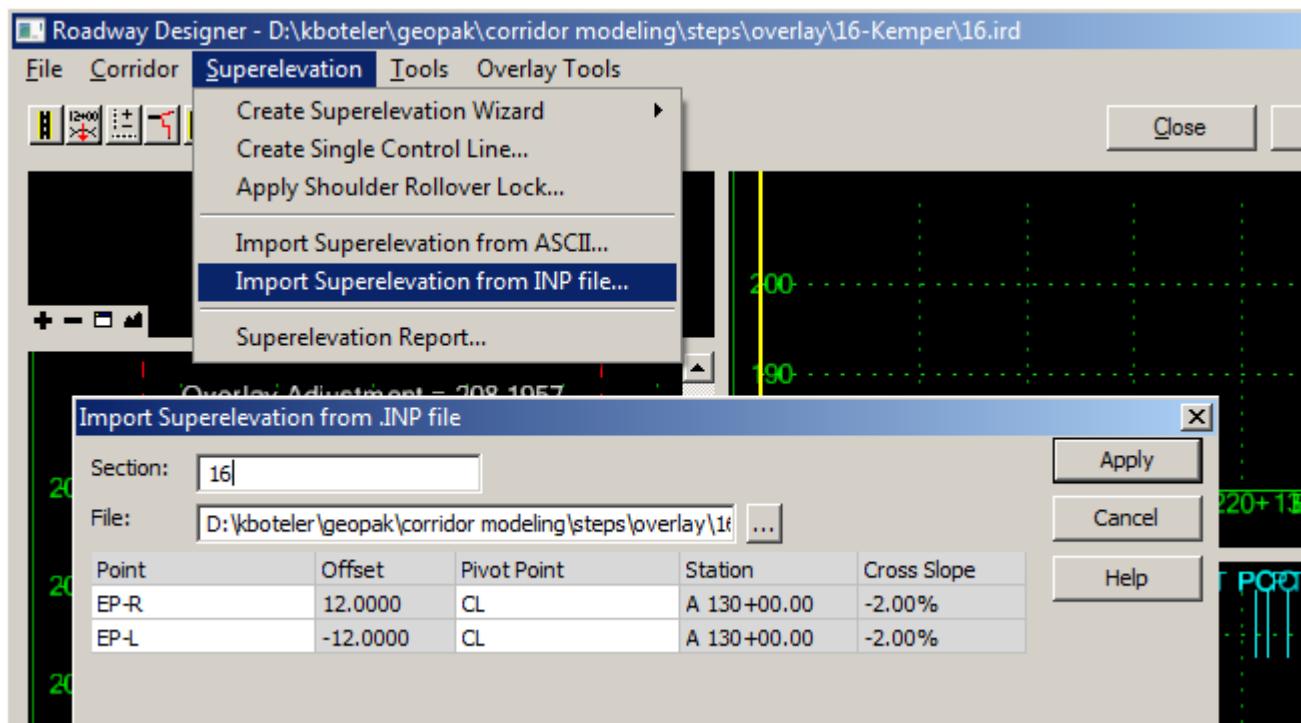 Roadway Designer - D:\kboteler\geopak\corridor modeling\steps\overlay\16-Kemper\16.ird
File Corridor Superelevation Tools Overlay Tools
Create Superelevation Wizard
Create Single Control Line...
Apply Shoulder Rollover Lock...
Import Superelevation from ASCII...
Import Superelevation from INP file...
Superelevation Report...
Close
200
190
Overlay Adjustment = 208.1957
Import Superelevation from .INP file
Section: 16
File: D:\kboteler\geopak\corridor modeling\steps\overlay\16 ...
Point Offset Pivot Point Station Cross Slope
EP-R 12.0000 CL A 130+00.00 -2.00%
EP-L -12.0000 CL A 130+00.00 -2.00%
Apply
Cancel
Help